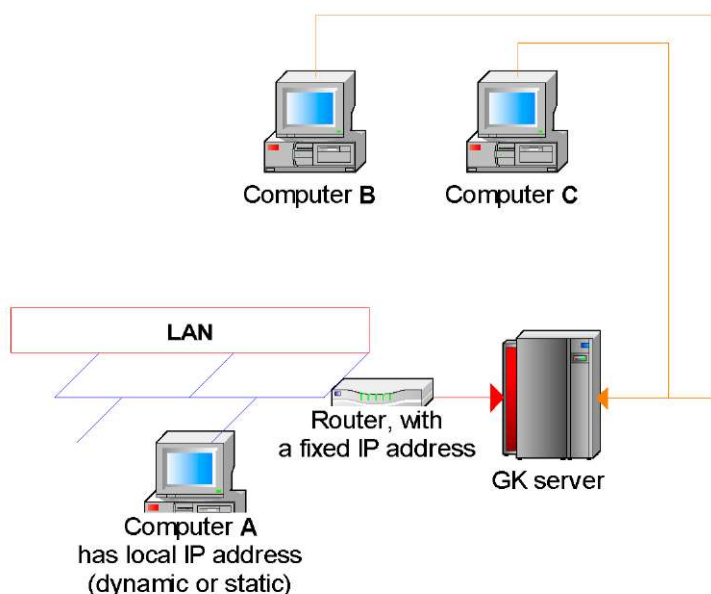 Computer B
Computer C
LAN
Router, with
a fixed IP address
GK server
Computer A
has local IP address
(dynamic or static)